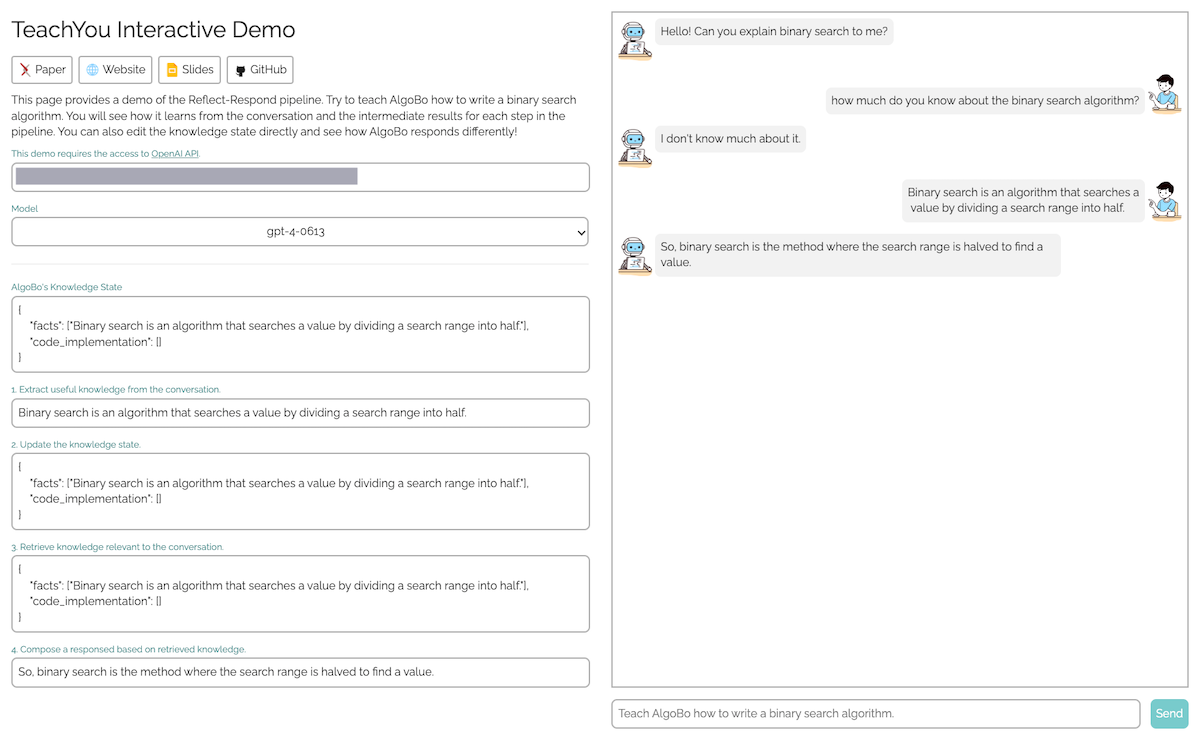 TeachYou Interactive Demo
Paper
Website
Slides
GitHub
This page provides a demo of the Reflect-Respond pipeline. Try to teach AlgoBo how to write a binary search
algorithm. You will see how it learns from the conversation and the intermediate results for each step in the
pipeline. You can also edit the knowledge state directly and see how AlgoBo responds differently!
This demo requires the access to OpenAI API.
Model
gpt-4-0613
AlgoBo's Knowledge State
{
"facts": ["Binary search is an algorithm that searches a value by dividing a search range into half."],
"code_implementation": []
}
1. Extract useful knowledge from the conversation.
Binary search is an algorithm that searches a value by dividing a search range into half.
2. Update the knowledge state.
{
"facts": ["Binary search is an algorithm that searches a value by dividing a search range into half."],
"code_implementation": []
}
3. Retrieve knowledge relevant to the conversation.
{
"facts": ["Binary search is an algorithm that searches a value by dividing a search range into half."],
"code_implementation": []
}
4. Compose a responsed based on retrieved knowledge.
So, binary search is the method where the search range is halved to find a value.
Hello! Can you explain binary search to me?
how much do you know about the binary search algorithm?
I don't know much about it.
Binary search is an algorithm that searches a
value by dividing a search range into half.
So, binary search is the method where the search range is halved to find a
value.
Teach AlgoBo how to write a binary search algorithm.
Send